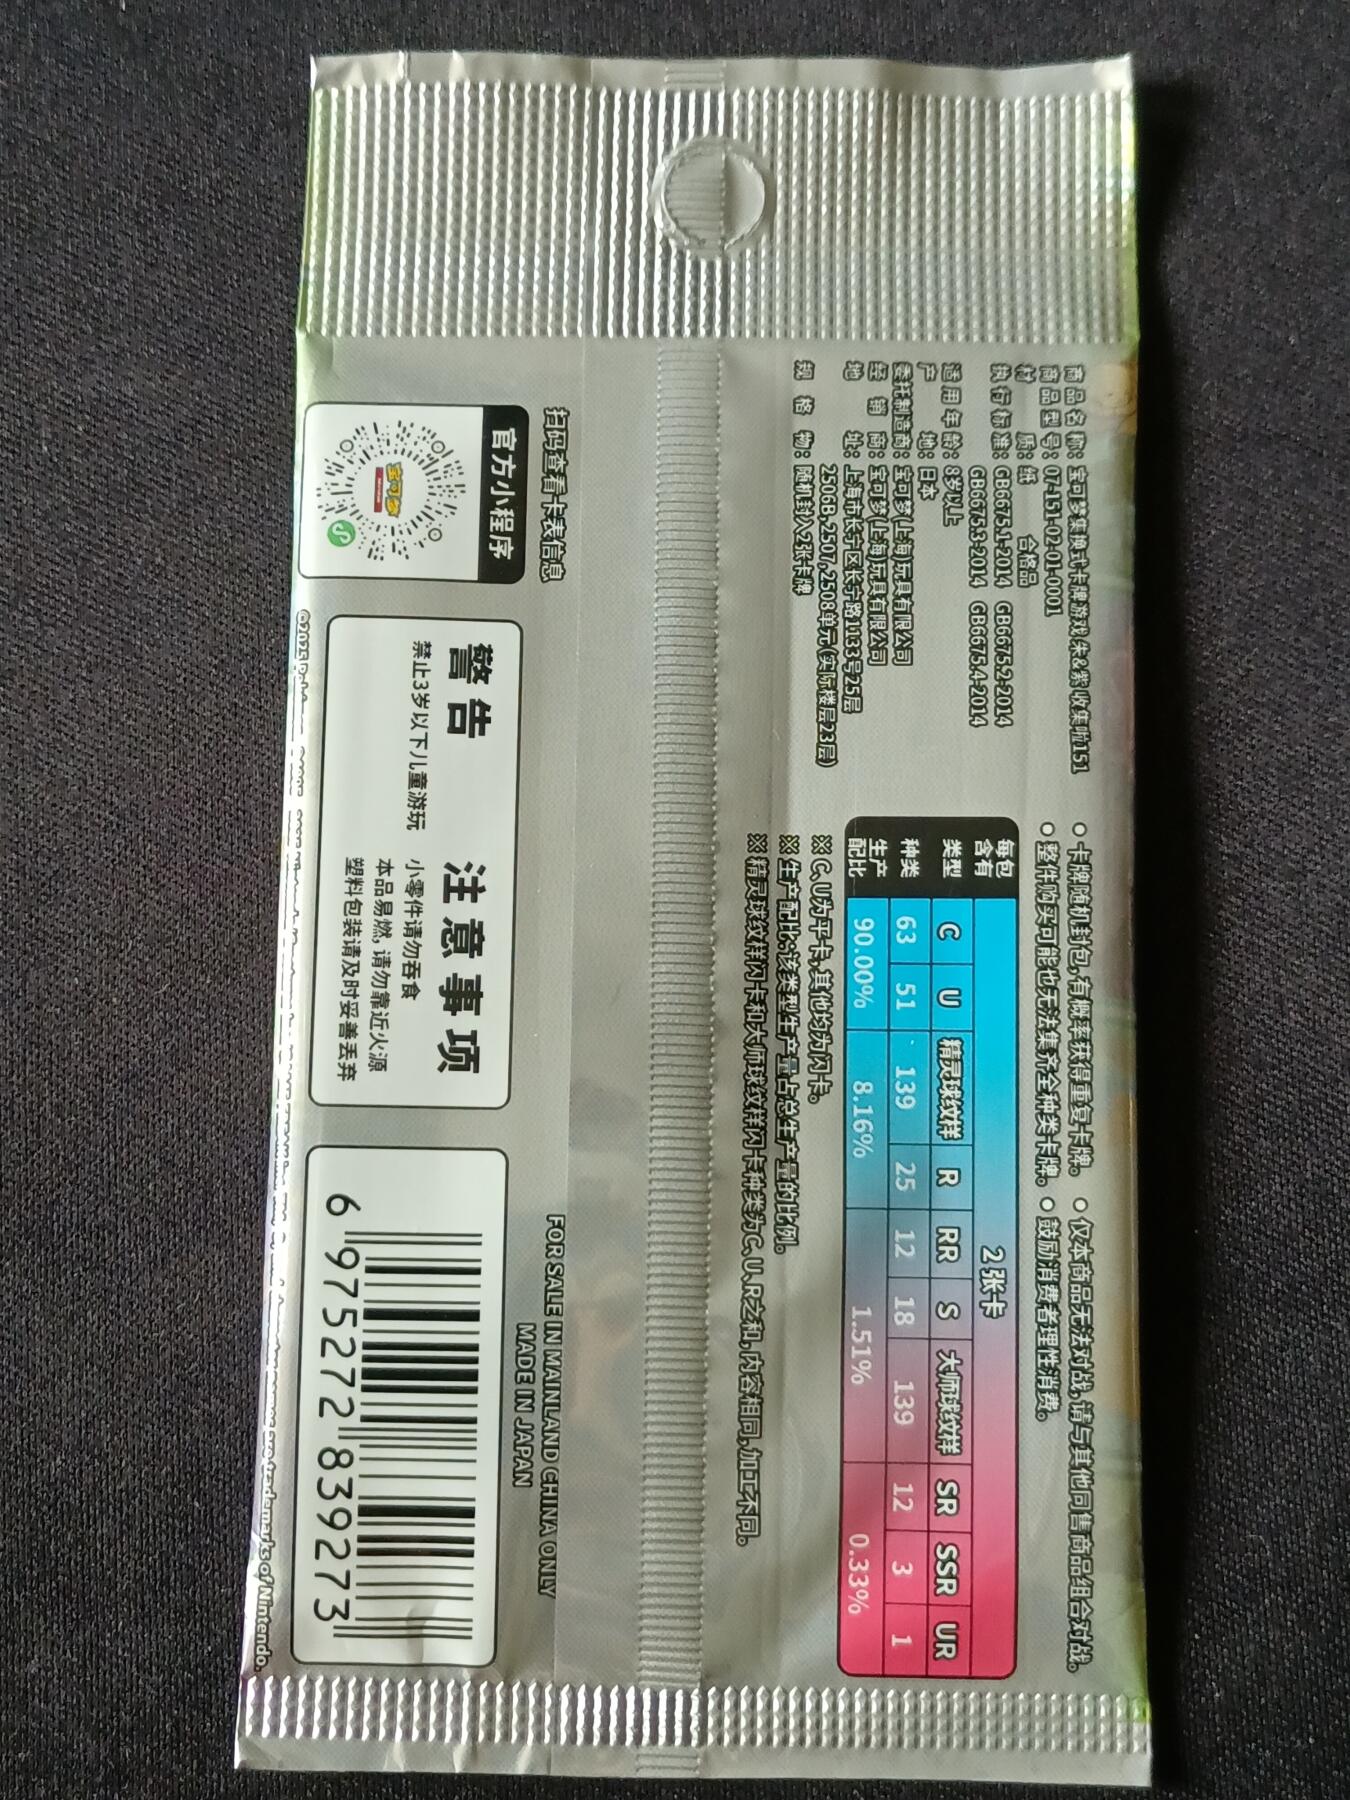 商品名称：宝可梦集换式卡牌游戏 朱&紫 收集啦151
商品型号：07-151-02-01-0001
材质：纸 合格品
执行标准：GB6675.1-2014 GB6675.2-2014
GB6675.3-2014 GB6675.4-2014
适用年龄：8岁以上
产地：日本
委托制造商：宝可梦(上海)玩具有限公司
经销商：宝可梦(上海)玩具有限公司
地址：上海市长宁区长宁路1133号25层
2506B,2507,2508单元(实际楼层23层)
规格物：随机封入2张卡牌
●卡牌随机封包,有概率获得重复卡牌。 ●仅本商品无法对战,请与其他同售商品组合对战。
●整件购买可能也无法集齐全种类卡牌。 ●鼓励消费者理性消费。
每包含有 2张卡
类型 C U 精灵球纹样 R RR S 大师球纹样 SR SSR UR
种类 63 51 139 25 12 18 139 12 3 1
生产配比 90.00% 8.16% 1.51% 0.33%
※C、U为平卡,其他均为闪卡。
※生产配比:该类型生产量占总生产量的比例。
※精灵球纹样闪卡和大师球纹样闪卡种类为C、U、R之和,内容相同,加工不同。
扫码查看卡表信息
官方小程序
宝可梦
警告
禁止3岁以下儿童游玩
注意事项
小零件请勿吞食
本品易燃,请勿靠近火源
塑料包装请及时妥善丢弃
FOR SALE IN MAINLAND CHINA ONLY
MADE IN JAPAN
6 975272 839273
©2025 trademarks of Nintendo.